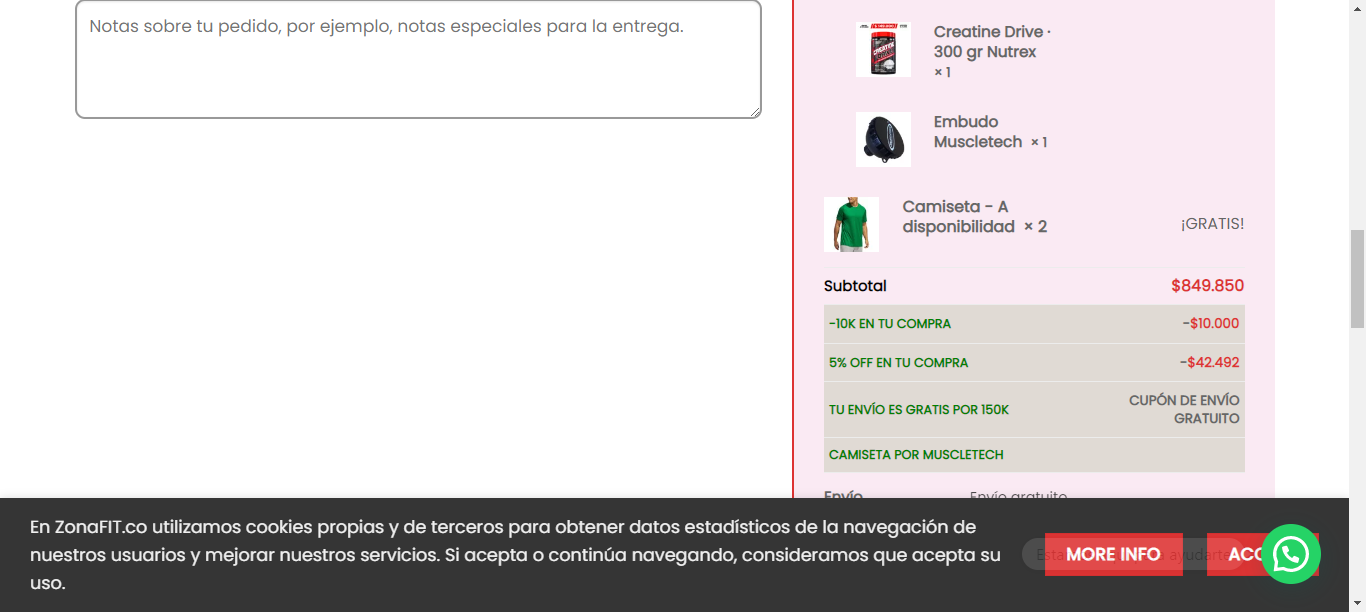 Notas sobre tu pedido, por ejemplo, notas especiales para la entrega.
Creatine Drive ·
300 gr Nutrex
× 1
Embudo
Muscletech × 1
Camiseta - A
disponibilidad × 2
¡GRATIS!
Subtotal $849.850
-10K EN TU COMPRA -$10.000
5% OFF EN TU COMPRA -$42.492
TU ENVÍO ES GRATIS POR 150K
CUPÓN DE ENVÍO
GRATUITO
CAMISETA POR MUSCLETECH
Envío Envío gratuito
En ZonaFIT.co utilizamos cookies propias y de terceros para obtener datos estadísticos de la navegación de
nuestros usuarios y mejorar nuestros servicios. Si acepta o continúa navegando, consideramos que acepta su
uso.
MORE INFO